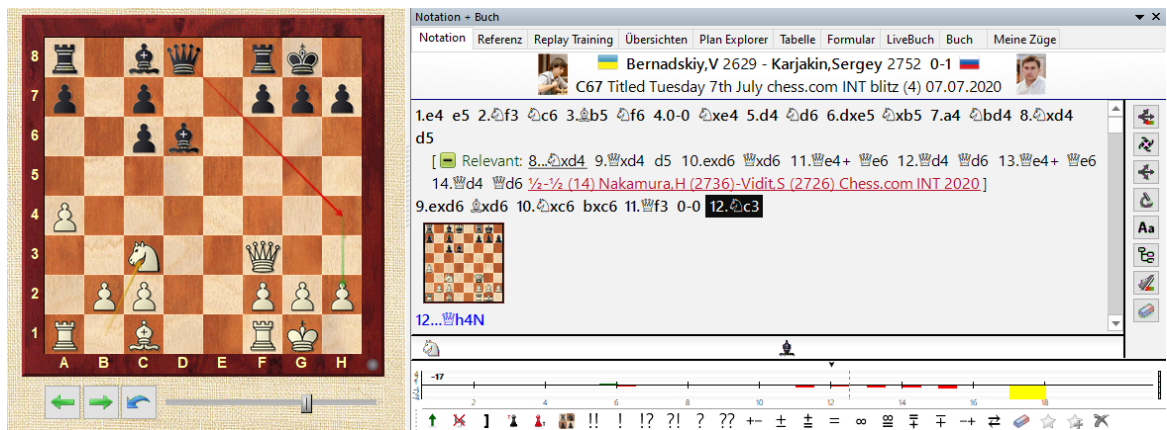 8
7
6
5
4
3
2
1
A B C D E F G H
Notation + Buch
Notation Referenz Replay Training Übersichten Plan Explorer Tabelle Formular LiveBuch Buch Meine Züge
Bernadskiy,V 2629 - Karjakin,Sergey 2752 0-1
C67 Titled Tuesday 7th July chess.com INT blitz (4) 07.07.2020
1.e4 e5 2.♘f3 ♘c6 3.♗b5 ♘f6 4.0-0 ♘xe4 5.d4 ♘d6 6.dxe5 ♘xb5 7.a4 ♘bd4 8.♘xd4
d5
[ Relevant: 8...♘xd4 9.♕xd4 d5 10.exd6 ♕xd6 11.♕e4+ ♕e6 12.♕d4 ♕d6 13.♕e4+ ♕e6
14.♕d4 ♕d6 ½-½ (14) Nakamura,H (2736)-Vidit,S (2726) Chess.com INT 2020 ]
9.exd6 ♗xd6 10.♘xc6 bxc6 11.♕f3 0-0 12.♘c3
12...♕h4N
Aa
-17
2 4 6 8 10 12 14 16 18
] !! ! !? ?! ? ?? +− ± ⩲ = ∞ ⯹ ⩱ ∓ −+ ⇄